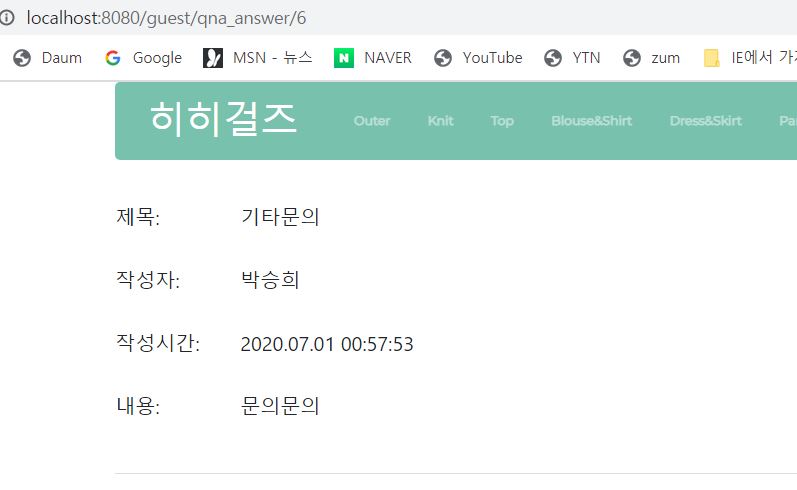 localhost:8080/guest/qna_answer/6
Daum Google MSN - 뉴스 NAVER YouTube YTN zum IE에서 가
히히걸즈 Outer Knit Top Blouse&Shirt Dress&Skirt Pa
제목: 기타문의
작성자: 박승희
작성시간: 2020.07.01 00:57:53
내용: 문의문의